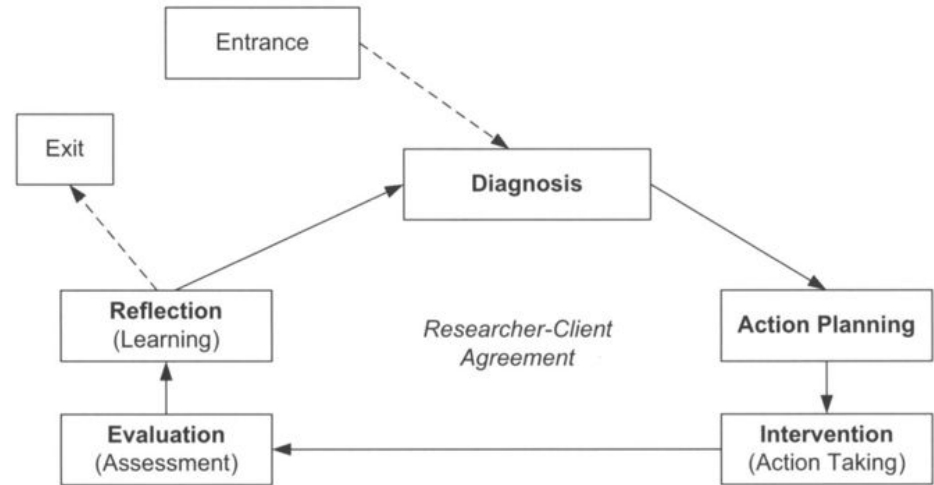 Entrance
Exit
Diagnosis
Reflection
(Learning)
Researcher-Client
Agreement
Action Planning
Evaluation
(Assessment)
Intervention
(Action Taking)